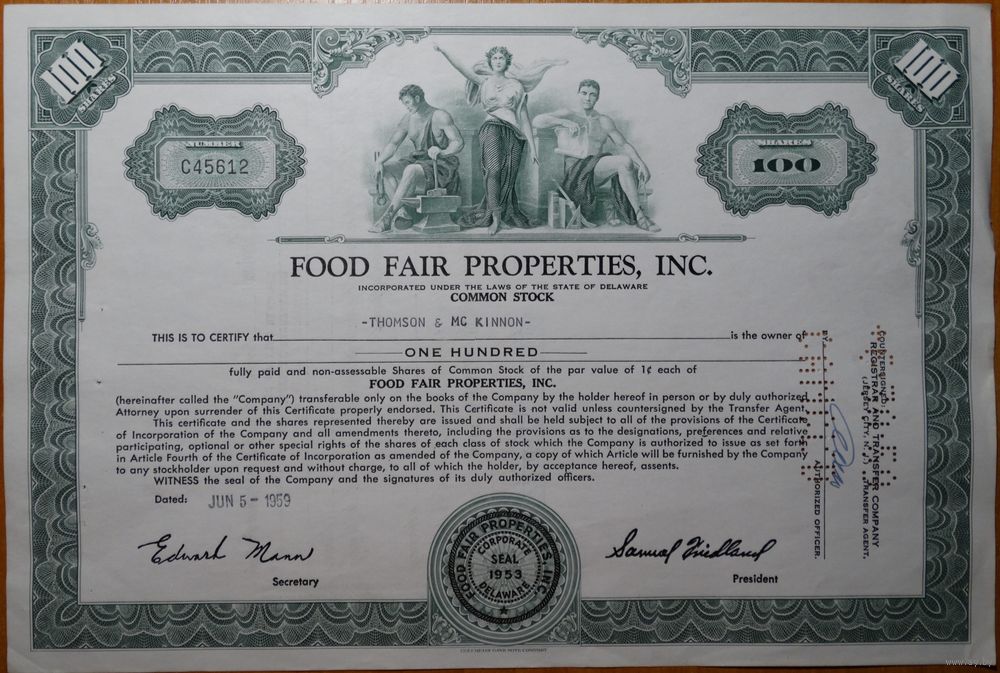 100
SHARES
100
SHARES
NUMBER
C45612
SHARES
100
FOOD FAIR PROPERTIES, INC.
INCORPORATED UNDER THE LAWS OF THE STATE OF DELAWARE
COMMON STOCK
-THOMSON & MC KINNON-
THIS IS TO CERTIFY that is the owner of
ONE HUNDRED
fully paid and non-assessable Shares of Common Stock of the par value of 1¢ each of
FOOD FAIR PROPERTIES, INC.
(hereinafter called the "Company") transferable only on the books of the Company by the holder hereof in person or by duly authorized
Attorney upon surrender of this Certificate properly endorsed. This Certificate is not valid unless countersigned by the Transfer Agent.
This certificate and the shares represented thereby are issued and shall be held subject to all of the provisions of the Certificate
of Incorporation of the Company and all amendments thereto, including the provisions as to the designations, preferences and relative
participating, optional or other special rights of the shares of each class of stock which the Company is authorized to issue as set forth
in Article Fourth of the Certificate of Incorporation as amended of the Company, a copy of which Article will be furnished by the Company
to any stockholder upon request and without charge, to all of which the holder, by acceptance hereof, assents.
WITNESS the seal of the Company and the signatures of its duly authorized officers.
Dated: JUN 5 - 1959
COUNTERSIGNED:
REGISTRAR AND TRANSFER COMPANY
(JERSEY CITY, N.J.) TRANSFER AGENT.
BY
AUTHORIZED OFFICER.
Edward Mann
Secretary
FOOD FAIR PROPERTIES, INC.
CORPORATE
SEAL
1953
DELAWARE
Samuel Friedland
President
www.ay.by